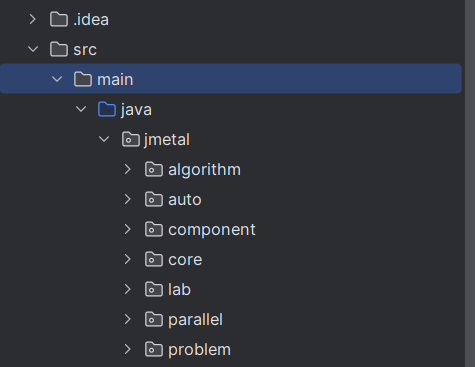 .idea
src
main
java
jmetal
algorithm
auto
component
core
lab
parallel
problem